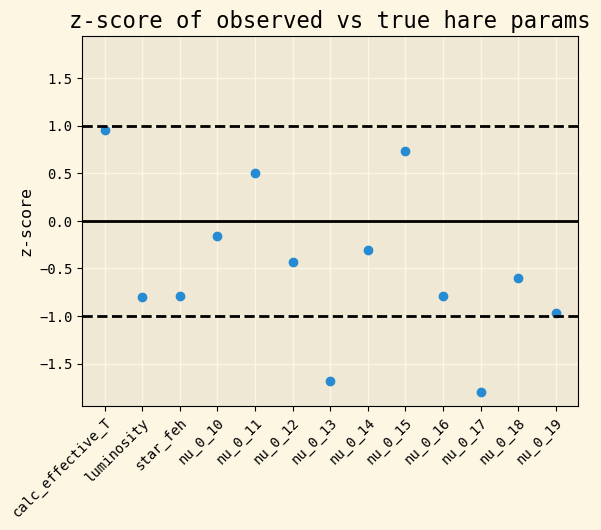 z-score of observed vs true hare params
z-score
1.5
1.0
0.5
0.0
−0.5
−1.0
−1.5
calc_effective_T
luminosity
star_feh
nu_0_10
nu_0_11
nu_0_12
nu_0_13
nu_0_14
nu_0_15
nu_0_16
nu_0_17
nu_0_18
nu_0_19